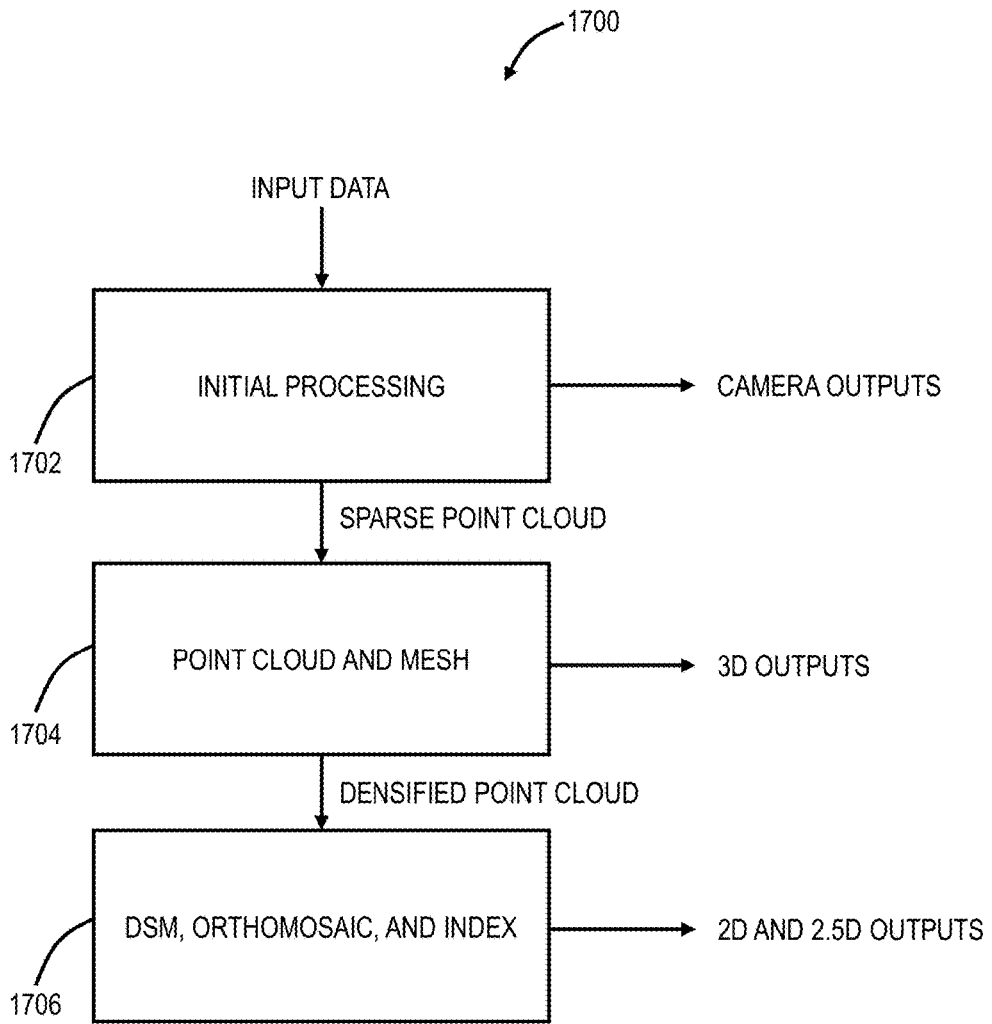 1700
INPUT DATA
INITIAL PROCESSING
CAMERA OUTPUTS
1702
SPARSE POINT CLOUD
POINT CLOUD AND MESH
3D OUTPUTS
1704
DENSIFIED POINT CLOUD
DSM, ORTHOMOSAIC, AND INDEX
2D AND 2.5D OUTPUTS
1706